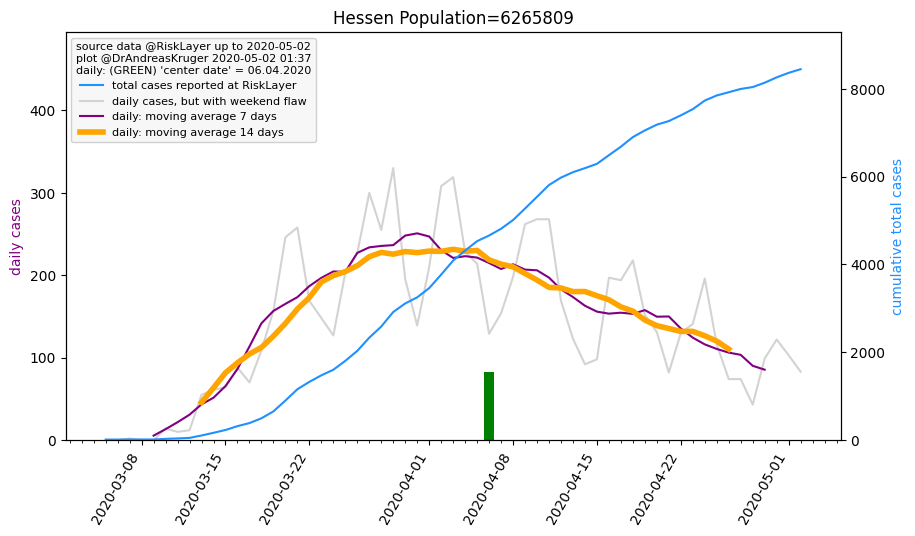 Hessen Population=6265809
source data @RiskLayer up to 2020-05-02
plot @DrAndreasKruger 2020-05-02 01:37
daily: (GREEN) 'center date' = 06.04.2020
total cases reported at RiskLayer
daily cases, but with weekend flaw
daily: moving average 7 days
daily: moving average 14 days
daily cases
400
300
200
100
0
cumulative total cases
8000
6000
4000
2000
0
2020-03-08
2020-03-15
2020-03-22
2020-04-01
2020-04-08
2020-04-15
2020-04-22
2020-05-01